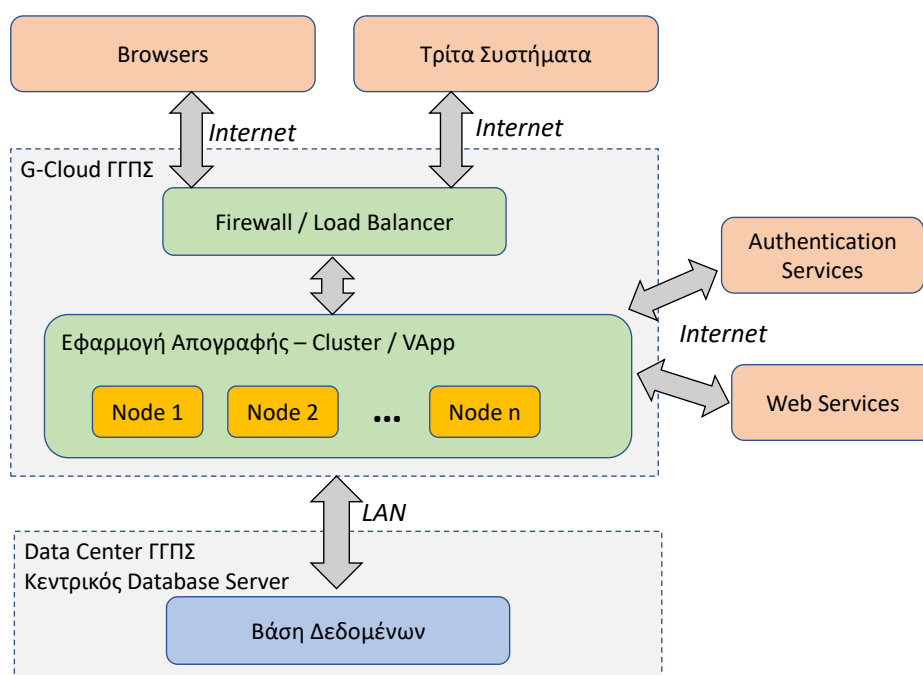 Browsers
Τρίτα Συστήματα
Internet
Internet
G-Cloud ΓΓΠΣ
Firewall / Load Balancer
Authentication
Services
Εφαρμογή Απογραφής – Cluster / VApp
Internet
Node 1
Node 2
...
Node n
Web Services
LAN
Data Center ΓΓΠΣ
Κεντρικός Database Server
Βάση Δεδομένων